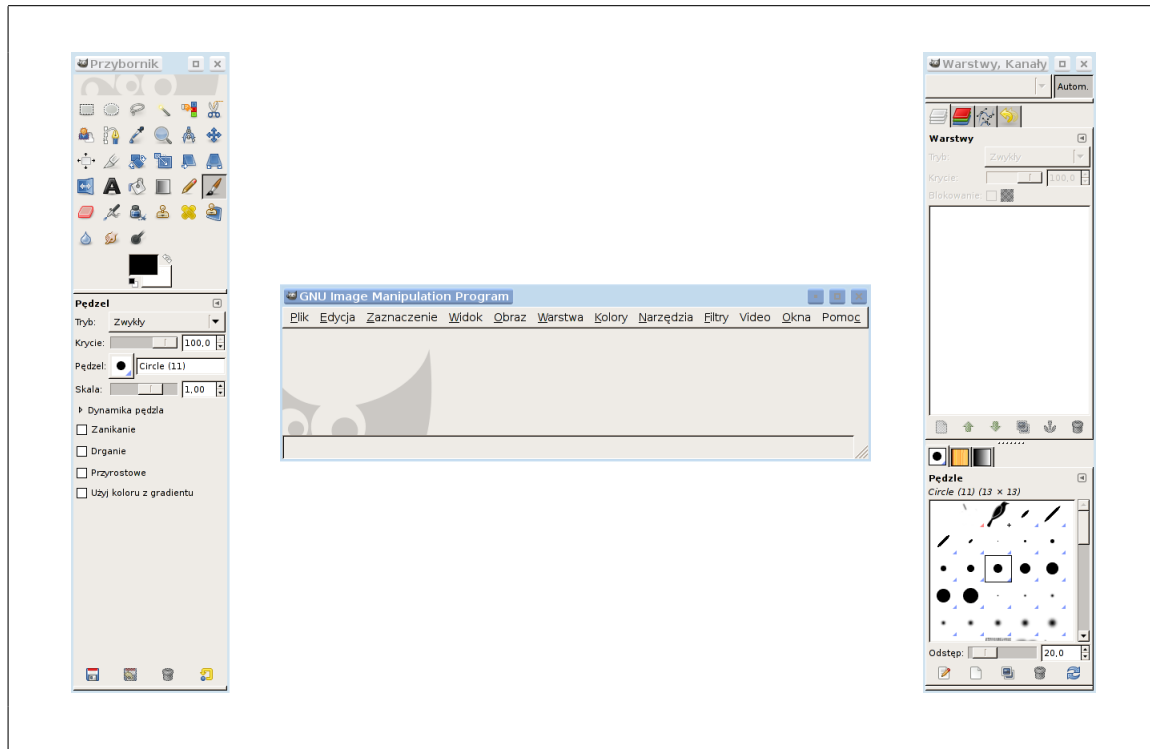 Przybornik
Pędzel
Tryb: Zwykły
Krycie: 100,0
Pędzel: Circle (11)
Skala: 1,00
Dynamika pędzla
Zanikanie
Drganie
Przyrostowe
Użyj koloru z gradientu
GNU Image Manipulation Program
Plik Edycja Zaznaczenie Widok Obraz Warstwa Kolory Narzędzia Filtry Video Okna Pomoc
Warstwy, Kanały
Autom.
Warstwy
Tryb: Zwykły
Krycie: 100,0
Blokowanie:
Pędzle
Circle (11) (13 × 13)
Odstęp: 20,0